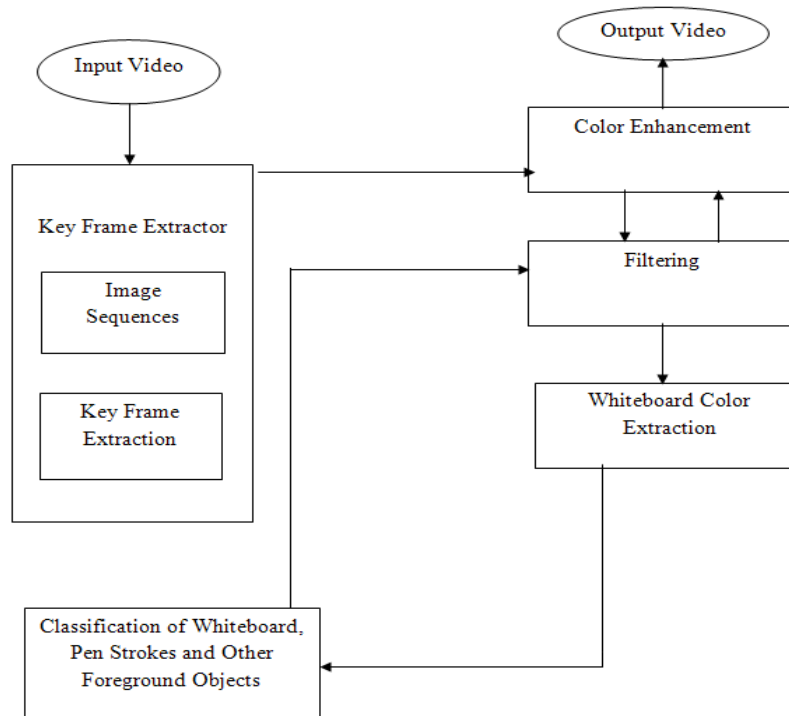 Output Video
Input Video
Color Enhancement
Key Frame Extractor
Filtering
Image
Sequences
Key Frame
Extraction
Whiteboard Color
Extraction
Classification of Whiteboard,
Pen Strokes and Other
Foreground Objects